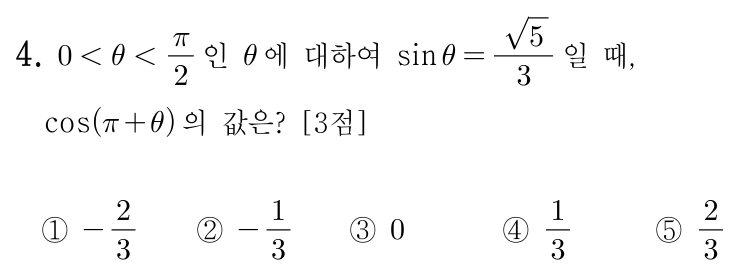 4. 0 < θ < π/2 인 θ에 대하여 sinθ = √5/3 일 때,
cos(π+θ)의 값은? [3점]
① -2/3 ② -1/3 ③ 0 ④ 1/3 ⑤ 2/3